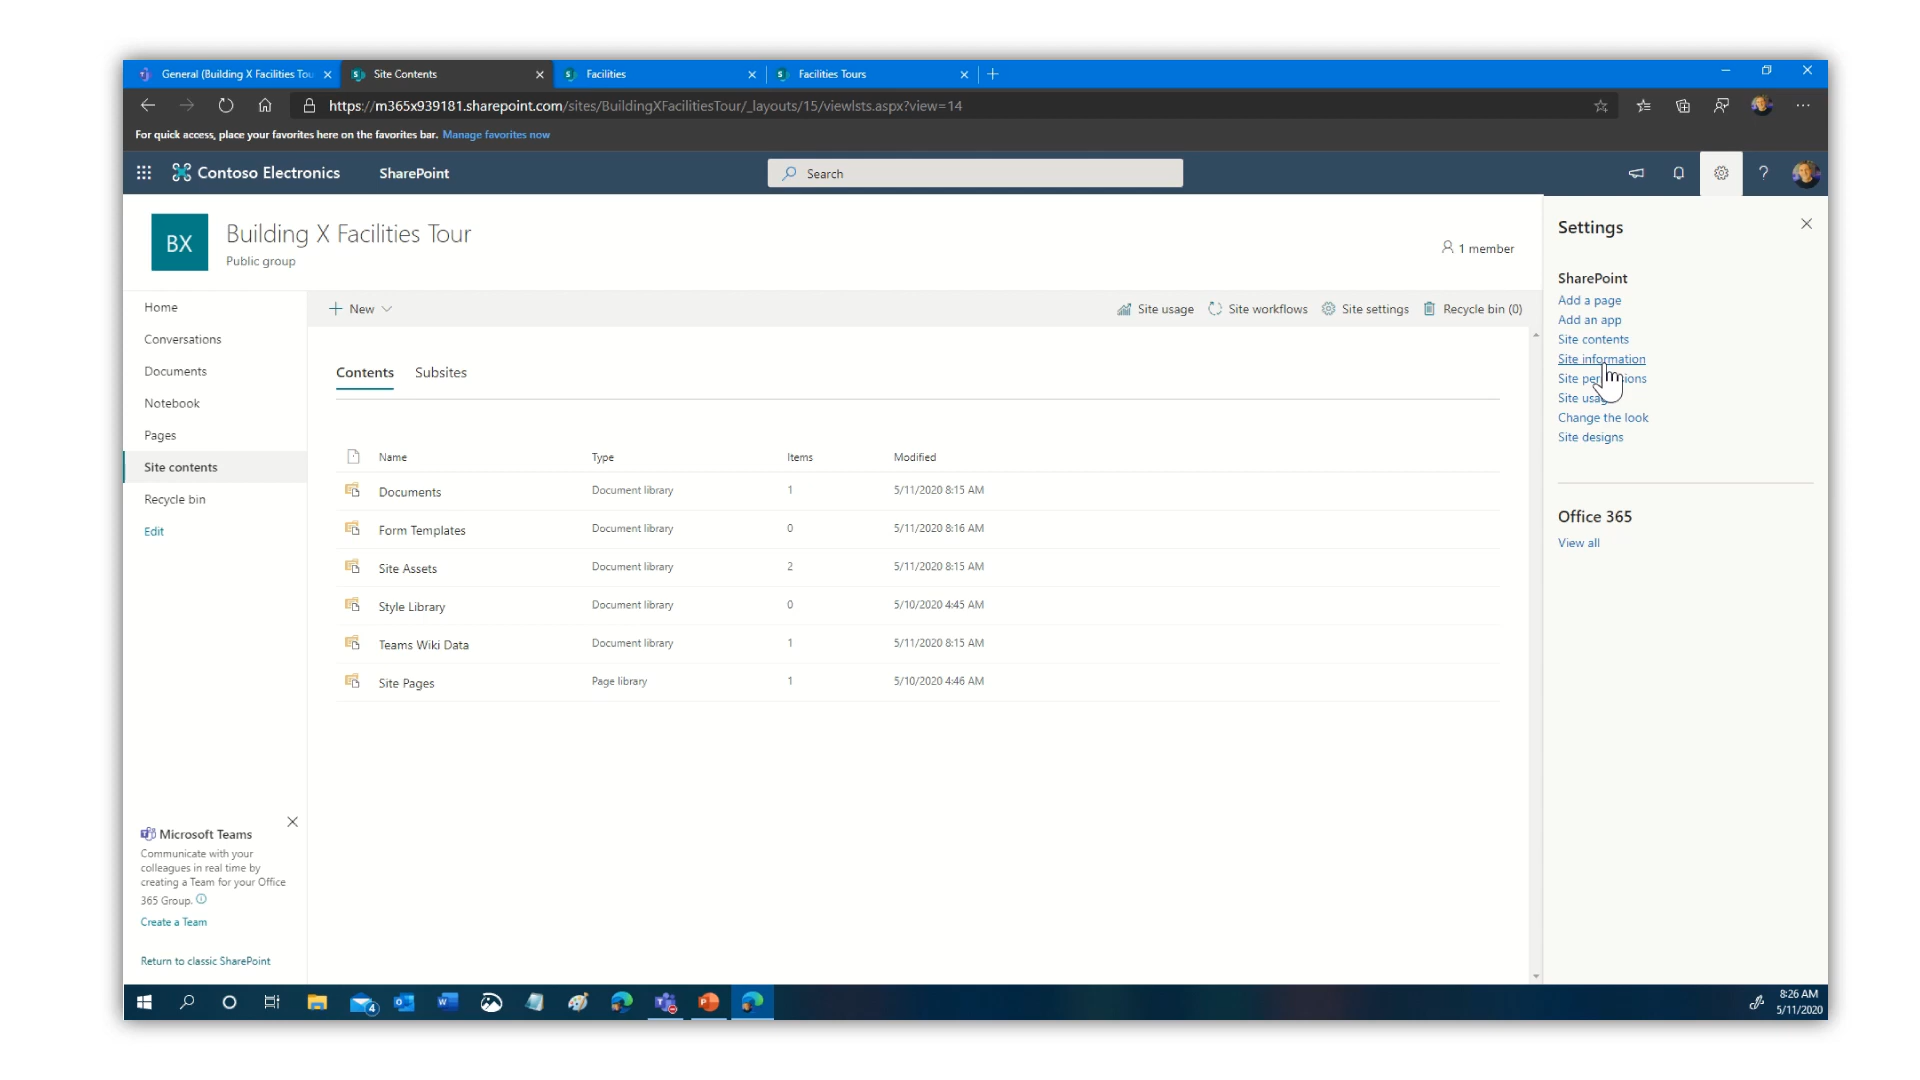 General (Building X Facilities Tou
Site Contents
Facilities
Facilities Tours
https://m365x939181.sharepoint.com/sites/BuildingXFacilitiesTour/_layouts/15/viewlsts.aspx?view=14
For quick access, place your favorites here on the favorites bar. Manage favorites now
Contoso Electronics
SharePoint
Search
BX
Building X Facilities Tour
Public group
1 member
Home
Conversations
Documents
Notebook
Pages
Site contents
Recycle bin
Edit
New
Site usage
Site workflows
Site settings
Recycle bin (0)
Contents Subsites
Name Type Items Modified
Documents Document library 1 5/11/2020 8:15 AM
Form Templates Document library 0 5/11/2020 8:16 AM
Site Assets Document library 2 5/11/2020 8:15 AM
Style Library Document library 0 5/10/2020 4:45 AM
Teams Wiki Data Document library 1 5/11/2020 8:15 AM
Site Pages Page library 1 5/10/2020 4:46 AM
Settings
SharePoint
Add a page
Add an app
Site contents
Site information
Site
Site
Change the look
Site designs
Office 365
View all
Microsoft Teams
Communicate with your
colleagues in real time by
creating a Team for your Office
365 Group.
Create a Team
Return to classic SharePoint
4
8:26 AM
5/11/2020